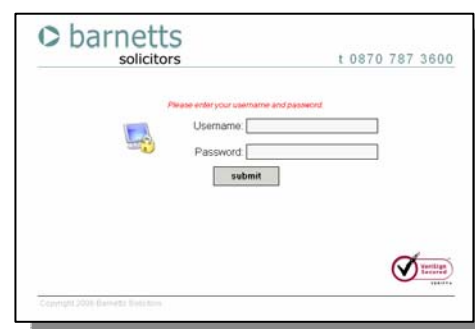 barnetts
solicitors
t 0870 787 3600
Please enter your username and password.
Username:
Password:
submit
VeriSign
Secured
VERIFY
Copyright 2006 Barnetts Solicitors